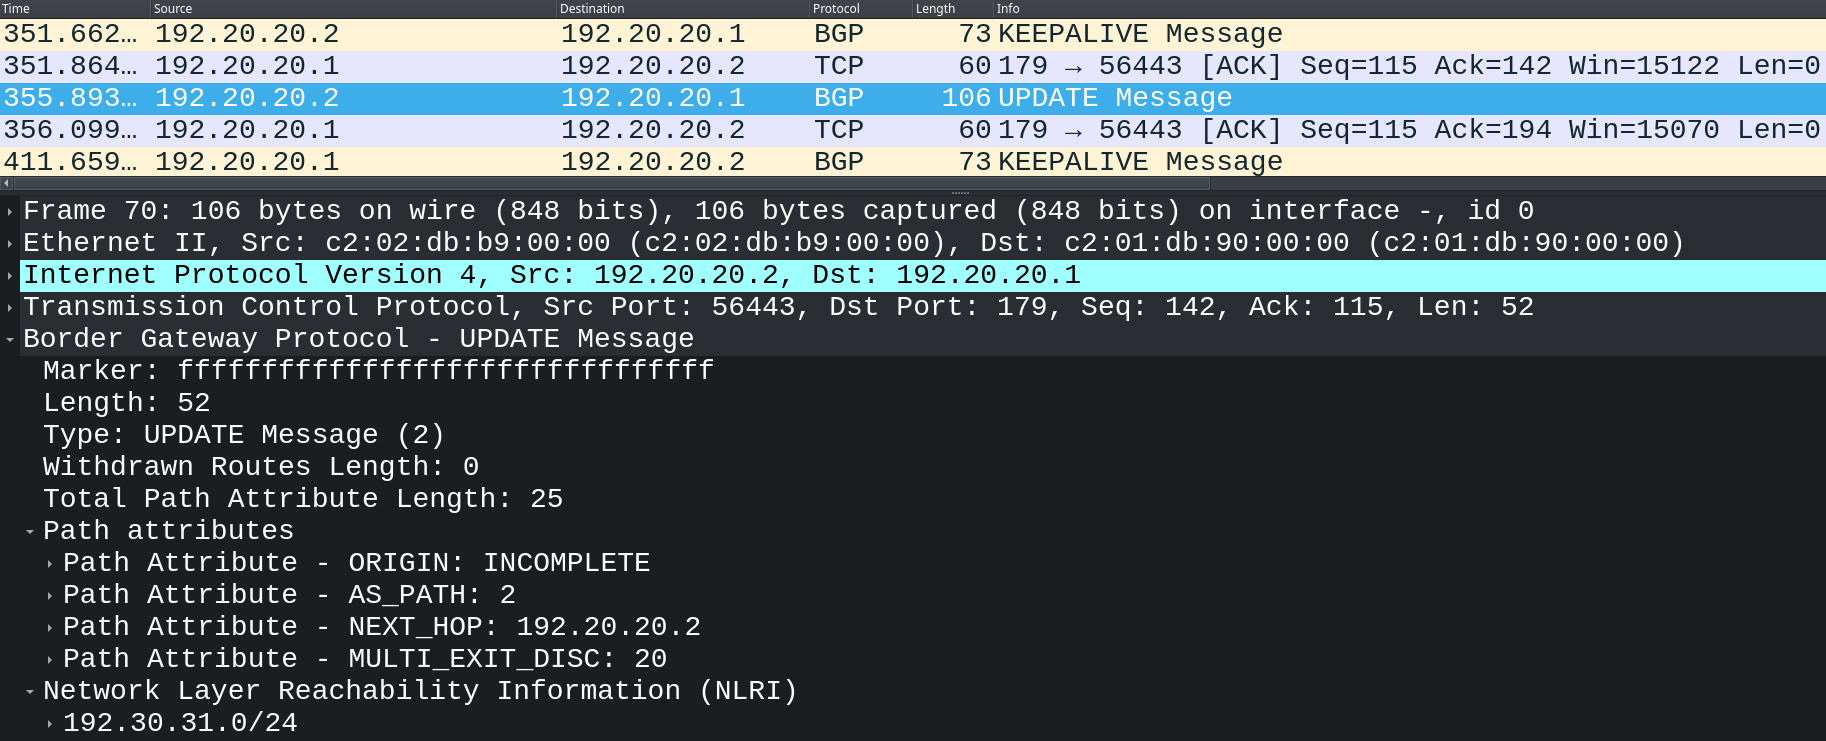 Time Source Destination Protocol Length Info
351.662… 192.20.20.2 192.20.20.1 BGP 73 KEEPALIVE Message
351.864… 192.20.20.1 192.20.20.2 TCP 60 179 → 56443 [ACK] Seq=115 Ack=142 Win=15122 Len=0
355.893… 192.20.20.2 192.20.20.1 BGP 106 UPDATE Message
356.099… 192.20.20.1 192.20.20.2 TCP 60 179 → 56443 [ACK] Seq=115 Ack=194 Win=15070 Len=0
411.659… 192.20.20.1 192.20.20.2 BGP 73 KEEPALIVE Message
Frame 70: 106 bytes on wire (848 bits), 106 bytes captured (848 bits) on interface -, id 0
Ethernet II, Src: c2:02:db:b9:00:00 (c2:02:db:b9:00:00), Dst: c2:01:db:90:00:00 (c2:01:db:90:00:00)
Internet Protocol Version 4, Src: 192.20.20.2, Dst: 192.20.20.1
Transmission Control Protocol, Src Port: 56443, Dst Port: 179, Seq: 142, Ack: 115, Len: 52
Border Gateway Protocol - UPDATE Message
Marker: ffffffffffffffffffffffffffffffff
Length: 52
Type: UPDATE Message (2)
Withdrawn Routes Length: 0
Total Path Attribute Length: 25
Path attributes
Path Attribute - ORIGIN: INCOMPLETE
Path Attribute - AS_PATH: 2
Path Attribute - NEXT_HOP: 192.20.20.2
Path Attribute - MULTI_EXIT_DISC: 20
Network Layer Reachability Information (NLRI)
192.30.31.0/24